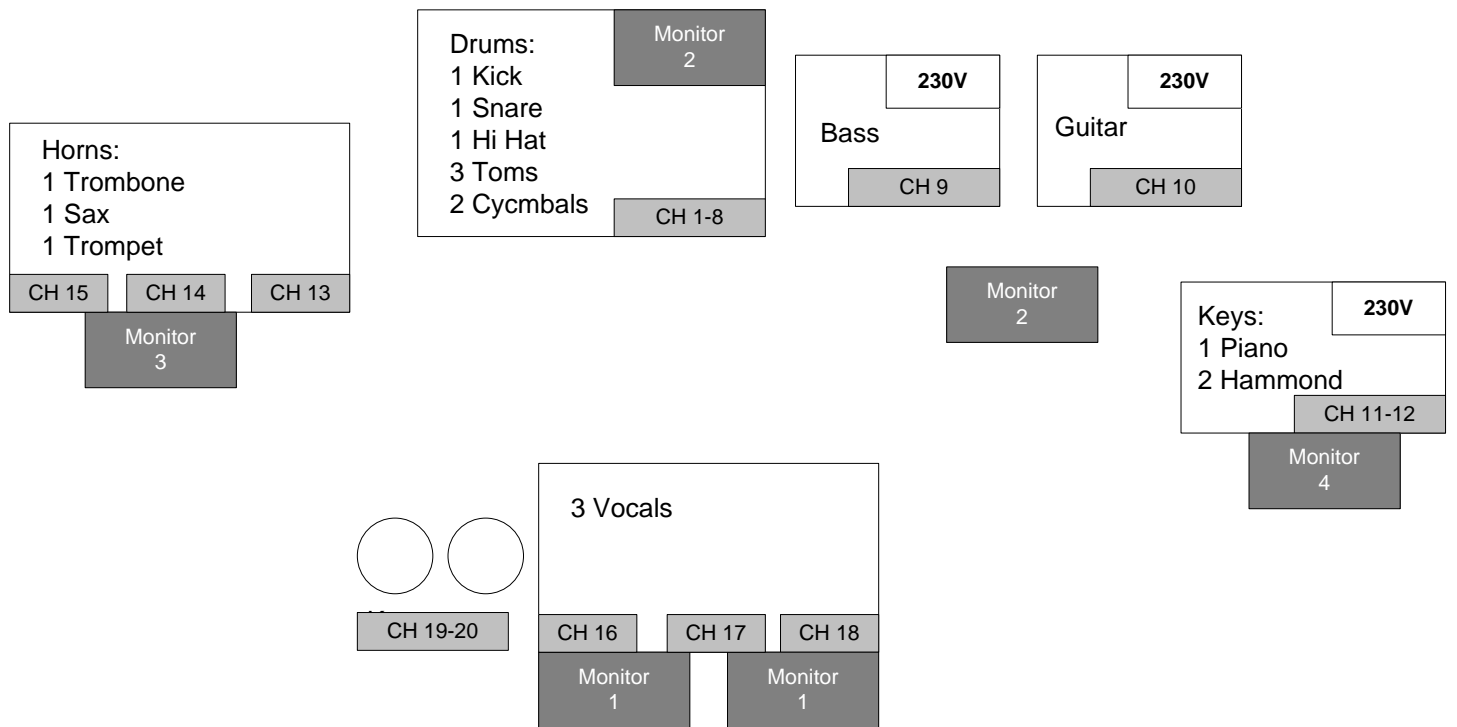 Drums:
1 Kick
1 Snare
1 Hi Hat
3 Toms
2 Cycmbals
Monitor
2
CH 1-8
230V
Bass
CH 9
230V
Guitar
CH 10
Horns:
1 Trombone
1 Sax
1 Trompet
CH 15
CH 14
CH 13
Monitor
3
Monitor
2
230V
Keys:
1 Piano
2 Hammond
CH 11-12
Monitor
4
3 Vocals
CH 19-20
CH 16
CH 17
CH 18
Monitor
1
Monitor
1